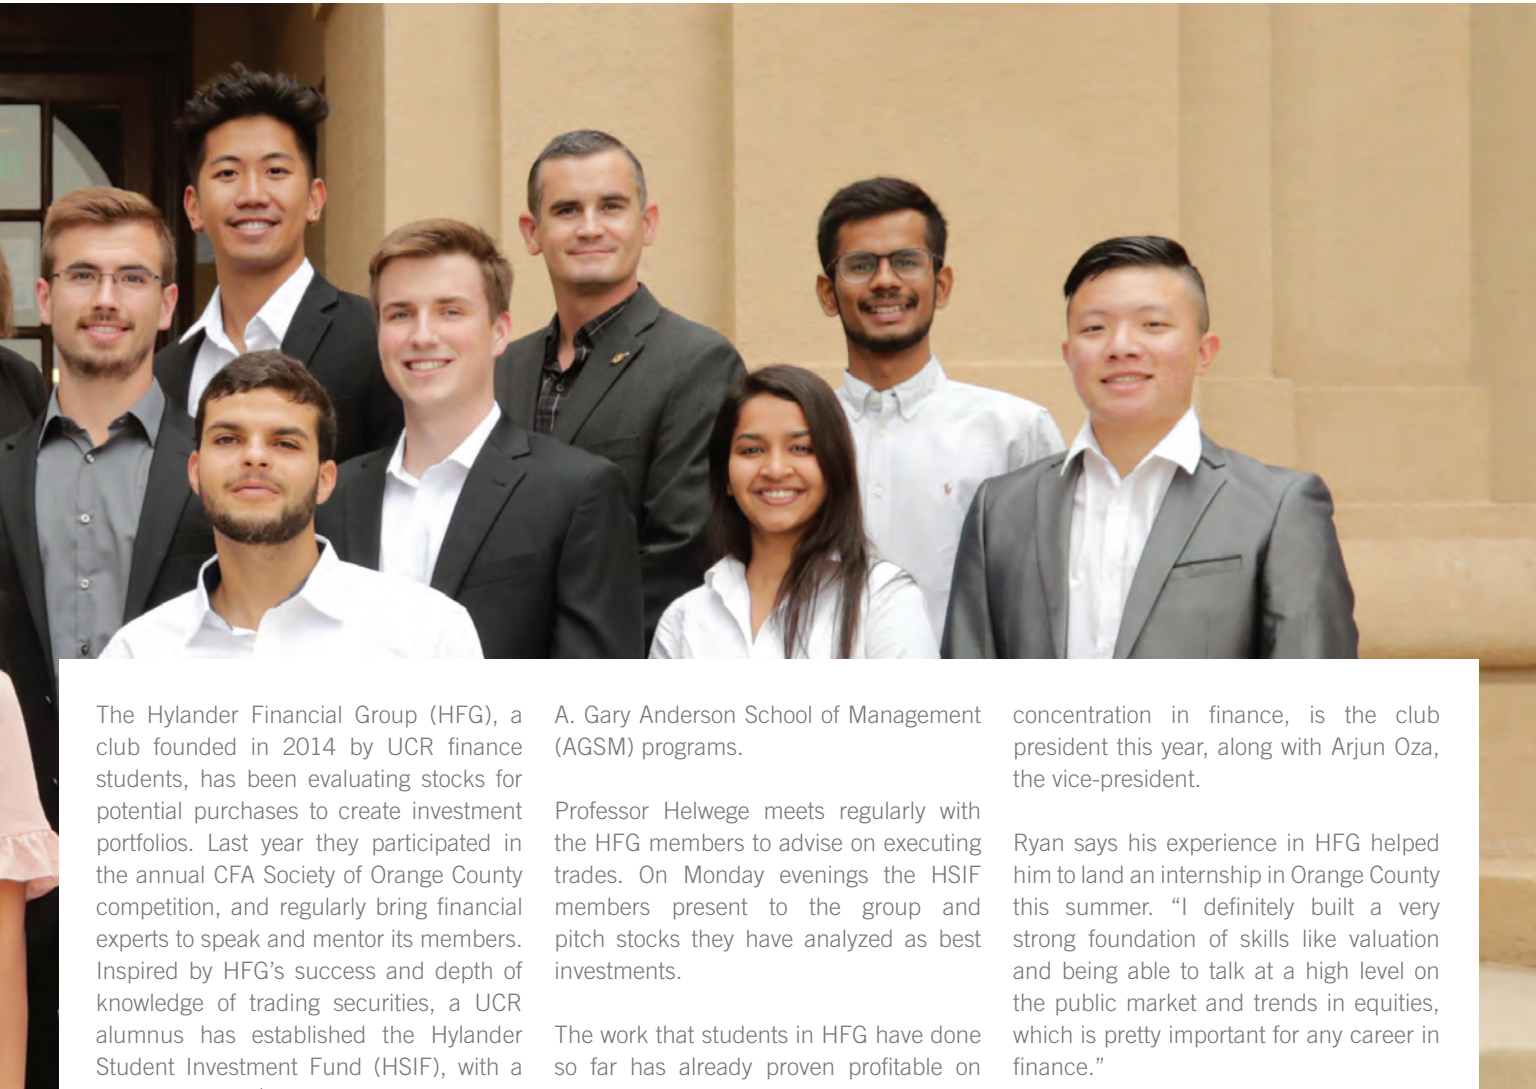 The Hylander Financial Group (HFG), a
club founded in 2014 by UCR finance
students, has been evaluating stocks for
potential purchases to create investment
portfolios. Last year they participated in
the annual CFA Society of Orange County
competition, and regularly bring financial
experts to speak and mentor its members.
Inspired by HFG’s success and depth of
knowledge of trading securities, a UCR
alumnus has established the Hylander
Student Investment Fund (HSIF), with a
A. Gary Anderson School of Management
(AGSM) programs.
Professor Helwege meets regularly with
the HFG members to advise on executing
trades. On Monday evenings the HSIF
members present to the group and
pitch stocks they have analyzed as best
investments.
The work that students in HFG have done
so far has already proven profitable on
concentration in finance, is the club
president this year, along with Arjun Oza,
the vice-president.
Ryan says his experience in HFG helped
him to land an internship in Orange County
this summer. “I definitely built a very
strong foundation of skills like valuation
and being able to talk at a high level on
the public market and trends in equities,
which is pretty important for any career in
finance.”